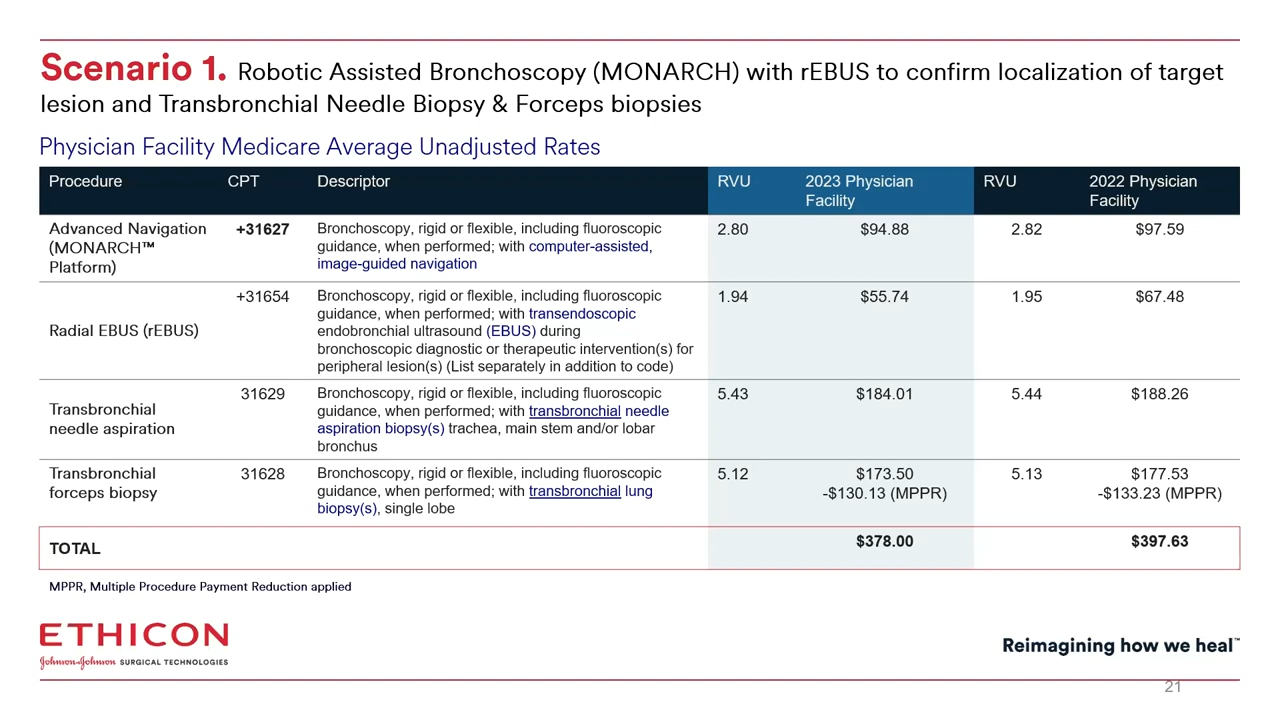 Scenario 1. Robotic Assisted Bronchoscopy (MONARCH) with rEBUS to confirm localization of target
lesion and Transbronchial Needle Biopsy & Forceps biopsies
Physician Facility Medicare Average Unadjusted Rates
Procedure CPT Descriptor RVU 2023 Physician RVU 2022 Physician
Facility Facility
Advanced Navigation +31627 Bronchoscopy, rigid or flexible, including fluoroscopic 2.80 $94.88 2.82 $97.59
(MONARCH™ guidance, when performed; with computer-assisted,
Platform) image-guided navigation
+31654 Bronchoscopy, rigid or flexible, including fluoroscopic 1.94 $55.74 1.95 $67.48
guidance, when performed; with transendoscopic
Radial EBUS (rEBUS) endobronchial ultrasound (EBUS) during
bronchoscopic diagnostic or therapeutic intervention(s) for
peripheral lesion(s) (List separately in addition to code)
31629 Bronchoscopy, rigid or flexible, including fluoroscopic 5.43 $184.01 5.44 $188.26
Transbronchial guidance, when performed; with transbronchial needle
needle aspiration aspiration biopsy(s) trachea, main stem and/or lobar
bronchus
Transbronchial 31628 Bronchoscopy, rigid or flexible, including fluoroscopic 5.12 $173.50 5.13 $177.53
forceps biopsy guidance, when performed; with transbronchial lung -$130.13 (MPPR) -$133.23 (MPPR)
biopsy(s), single lobe
TOTAL $378.00 $397.63
MPPR, Multiple Procedure Payment Reduction applied
ETHICON
Johnson&Johnson SURGICAL TECHNOLOGIES
Reimagining how we heal™
21